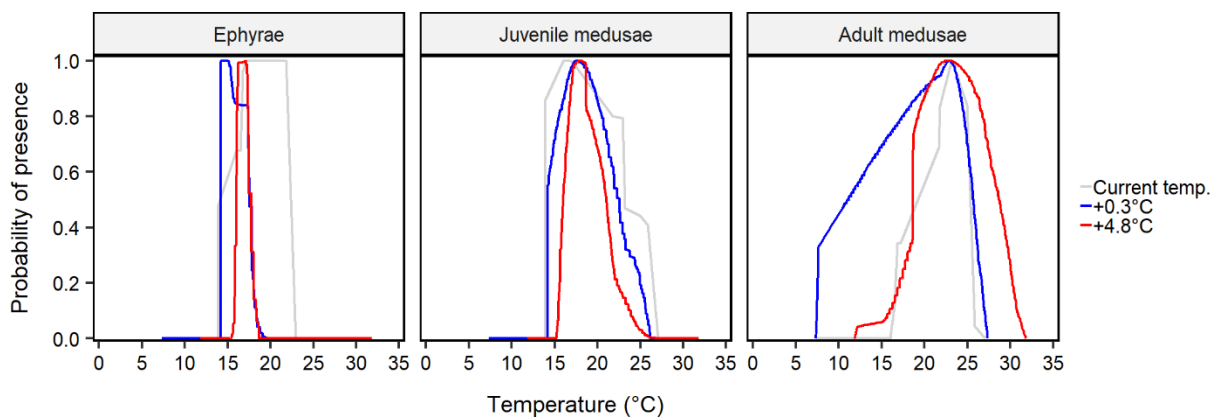 Ephyrae Juvenile medusae Adult medusae
Probability of presence
1.0
0.8
0.6
0.4
0.2
0.0
0 5 10 15 20 25 30 35 0 5 10 15 20 25 30 35 0 5 10 15 20 25 30 35
Temperature (°C)
Current temp.
+0.3°C
+4.8°C